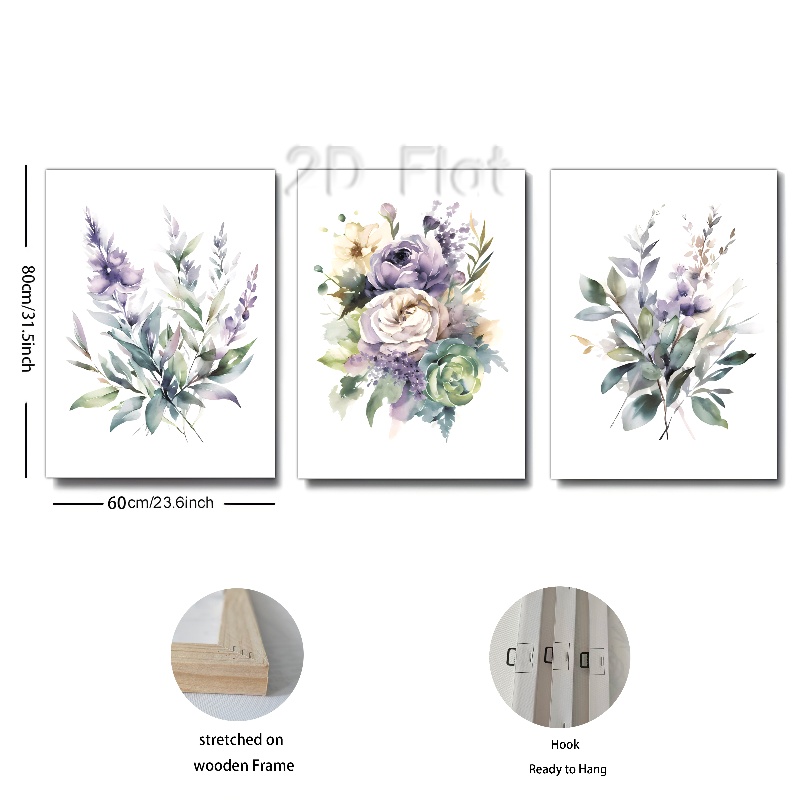 2D Flat
80cm/31.5inch
60cm/23.6inch
stretched on
wooden Frame
Hook
Ready to Hang